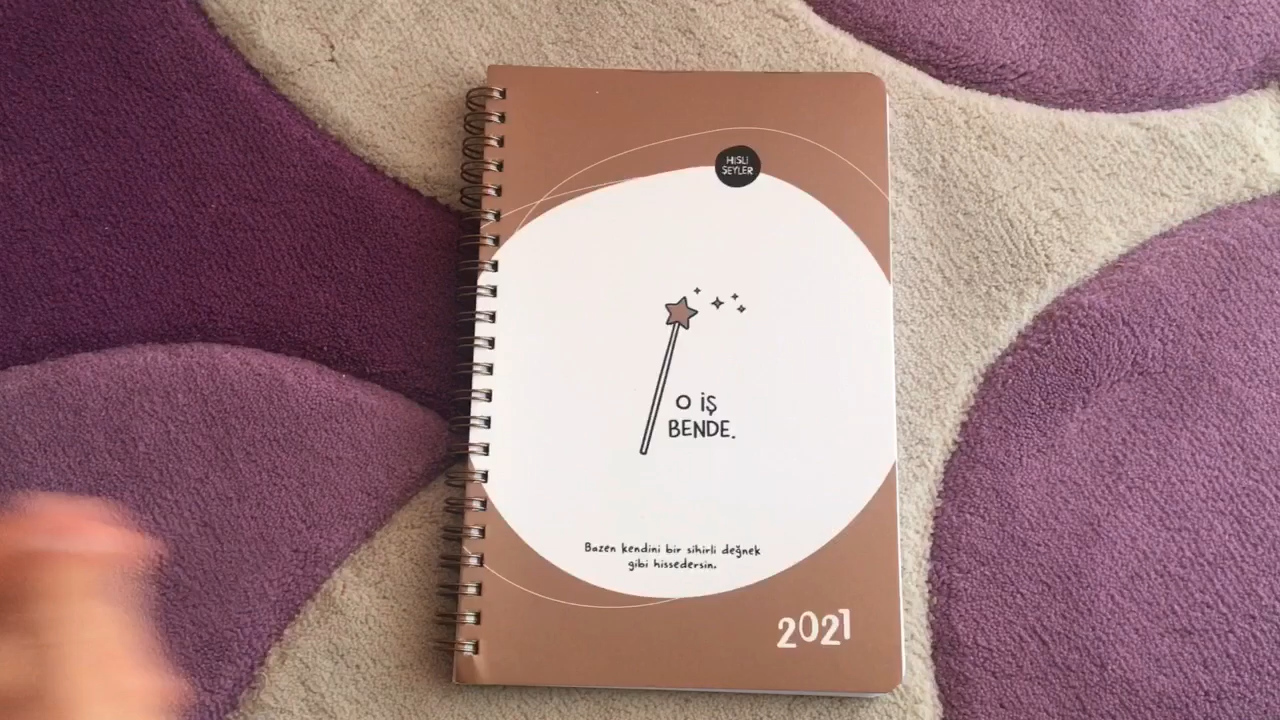 HİSLİ
ŞEYLER
O İŞ
BENDE.
Bazen kendini bir sihirli değnek
gibi hissedersin.
2021